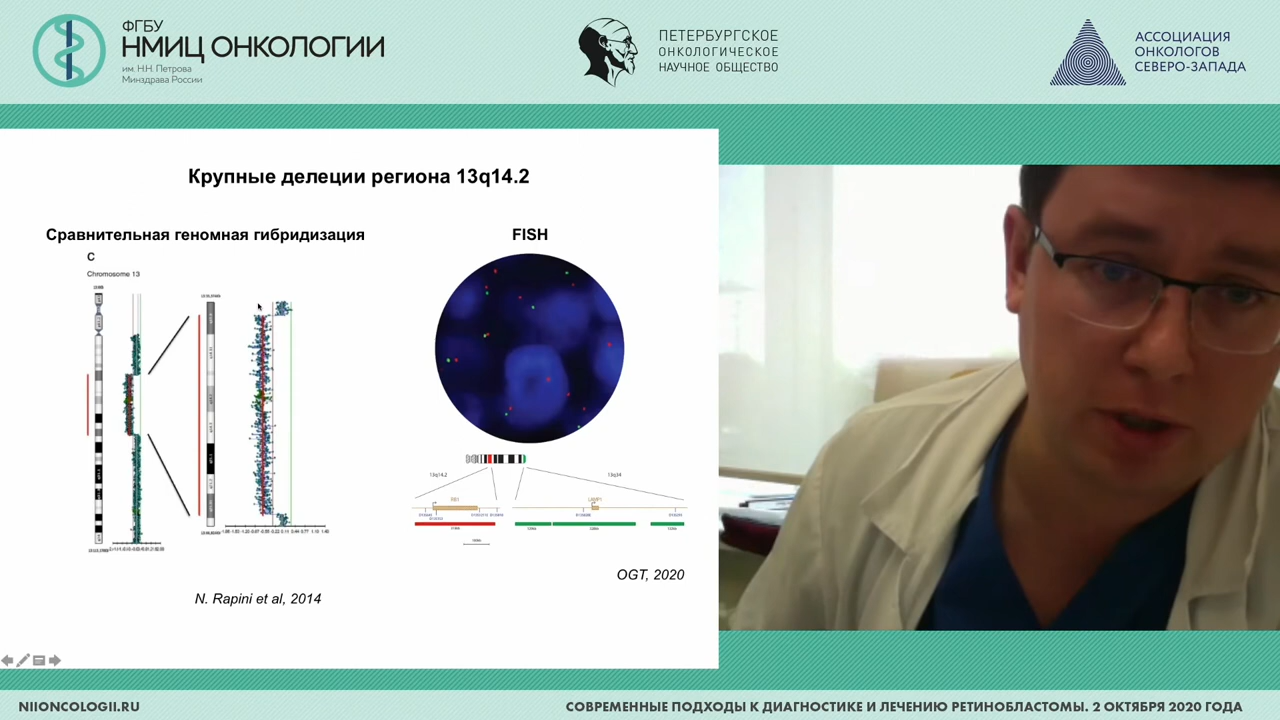 ФГБУ
НМИЦ ОНКОЛОГИИ
им. Н.Н. Петрова
Минздрава России
ПЕТЕРБУРГСКОЕ
ОНКОЛОГИЧЕСКОЕ
НАУЧНОЕ ОБЩЕСТВО
АССОЦИАЦИЯ
ОНКОЛОГОВ
СЕВЕРО-ЗАПАДА
Крупные делеции региона 13q14.2
Сравнительная геномная гибридизация
FISH
C
Chromosome 13
13q14.2
13q34
RB1
LAMP1
OGT, 2020
N. Rapini et al, 2014
NIIONCOLOGII.RU
СОВРЕМЕННЫЕ ПОДХОДЫ К ДИАГНОСТИКЕ И ЛЕЧЕНИЮ РЕТИНОБЛАСТОМЫ. 2 ОКТЯБРЯ 2020 ГОДА